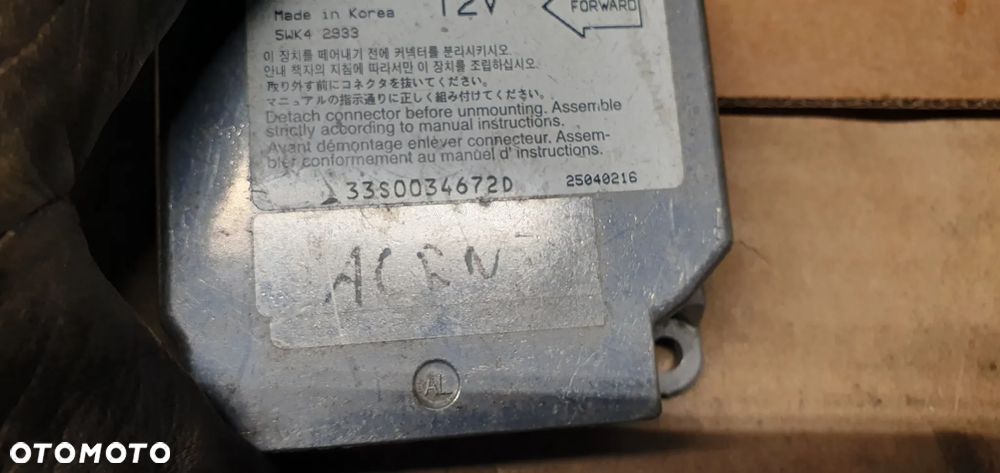 Made in Korea
12V
FORWARD
5WK4 2933
이 장치를 떼어내기 전에 커넥터를 분리시키시오.
안내 책자의 지침에 따라서만 이 장치를 조립하십시오.
取り外す前にコネクタを抜いてください。
マニュアルの指示通りに正しく組み付けてください。
Detach connector before unmounting. Assemble
strictly according to manual instructions.
Avant démontage enlever connecteur. Assem-
bler conformement au manuel d' instructions.
33S0034672D
25040216
ACRN
AL
OTOMOTO